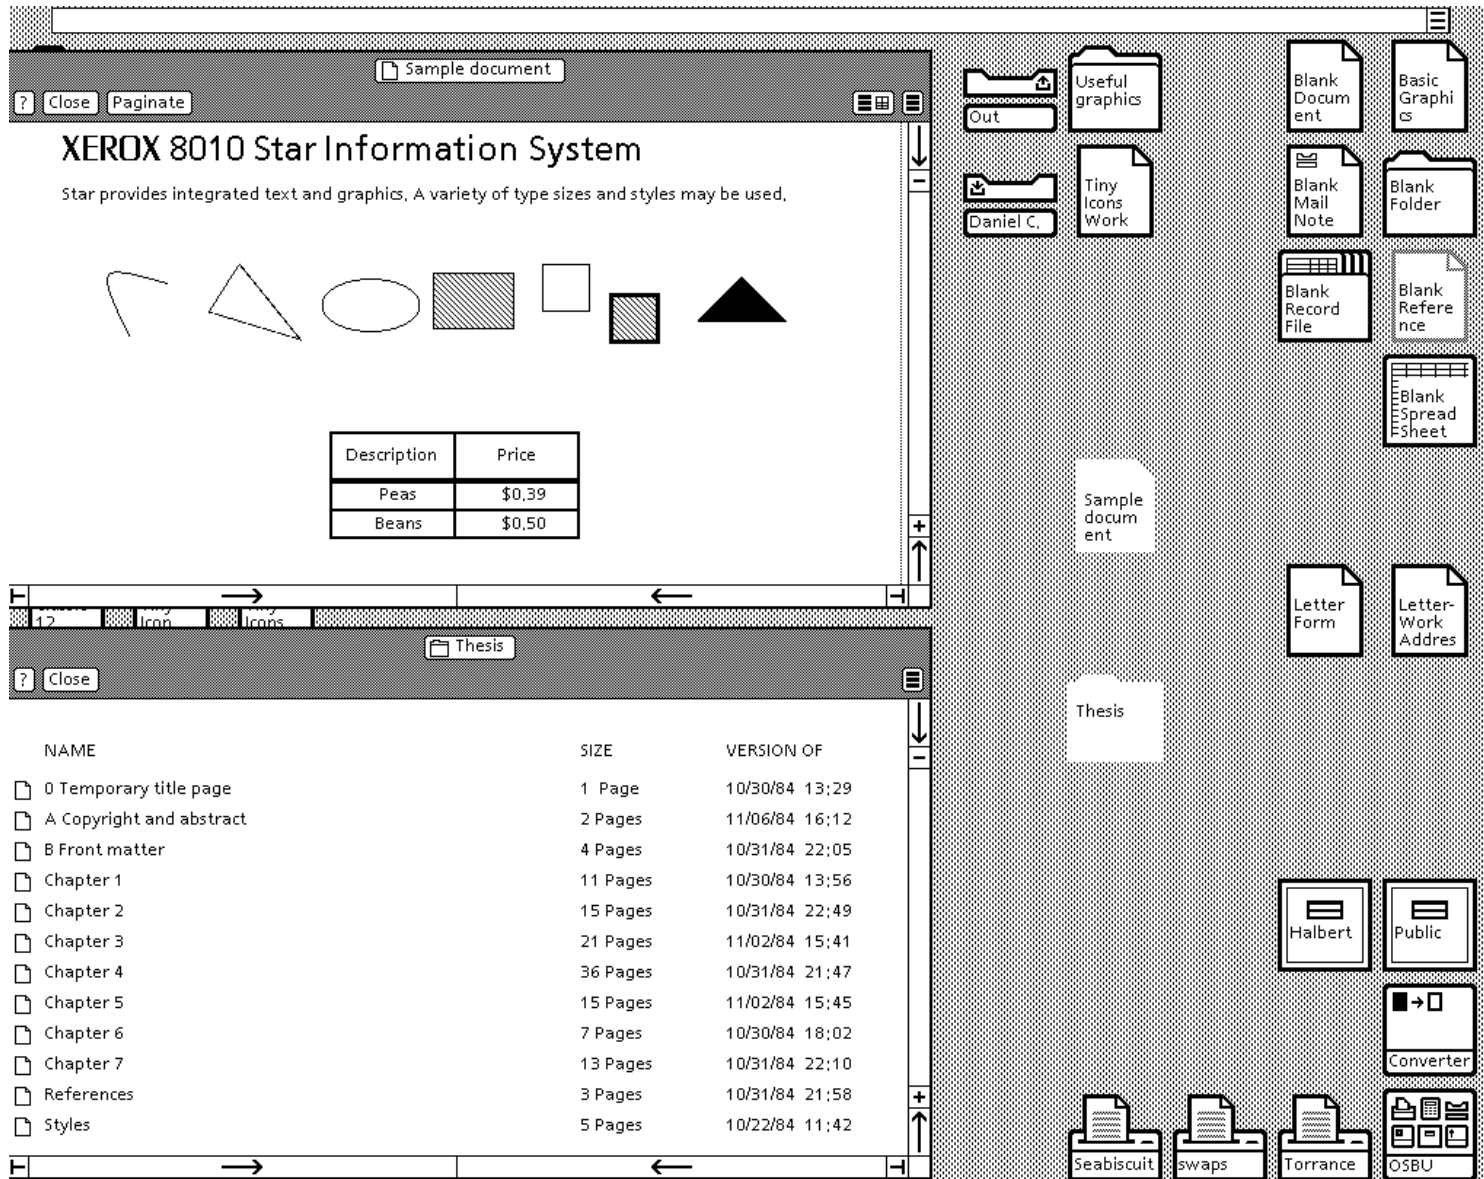 Sample document
? Close Paginate
XEROX 8010 Star Information System
Star provides integrated text and graphics. A variety of type sizes and styles may be used.
Description Price
Peas $0.39
Beans $0.50
12 Icon Icons
Thesis
? Close
NAME SIZE VERSION OF
0 Temporary title page 1 Page 10/30/84 13:29
A Copyright and abstract 2 Pages 11/06/84 16:12
B Front matter 4 Pages 10/31/84 22:05
Chapter 1 11 Pages 10/30/84 13:56
Chapter 2 15 Pages 10/31/84 22:49
Chapter 3 21 Pages 11/02/84 15:41
Chapter 4 36 Pages 10/31/84 21:47
Chapter 5 15 Pages 11/02/84 15:45
Chapter 6 7 Pages 10/30/84 18:02
Chapter 7 13 Pages 10/31/84 22:10
References 3 Pages 10/31/84 21:58
Styles 5 Pages 10/22/84 11:42
Out
Useful
graphics
Blank
Docum
ent
Basic
Graphi
cs
Daniel C.
Tiny
Icons
Work
Blank
Mail
Note
Blank
Folder
Blank
Record
File
Blank
Refere
nce
Blank
Spread
Sheet
Sample
docum
ent
Letter
Form
Letter-
Work
Addres
Thesis
Halbert
Public
Converter
Seabiscuit
swaps
Torrance
OSBU